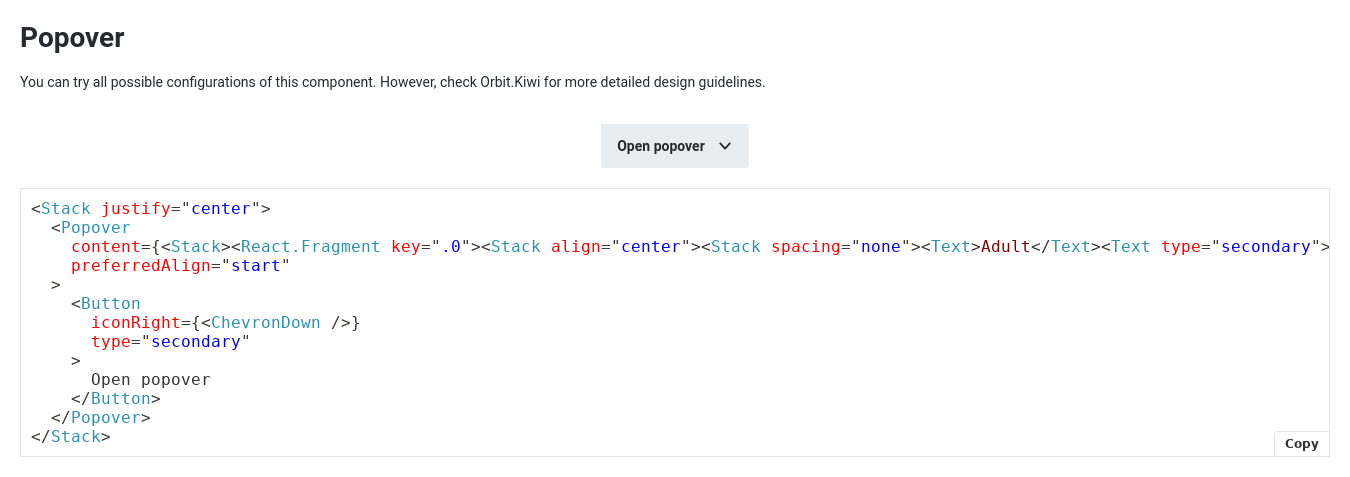 Popover
You can try all possible configurations of this component. However, check Orbit.Kiwi for more detailed design guidelines.
Open popover
<Stack justify="center">
  <Popover
    content={<Stack><React.Fragment key=".0"><Stack align="center"><Stack spacing="none"><Text>Adult</Text><Text type="secondary">
    preferredAlign="start"
  >
    <Button
      iconRight={<ChevronDown />}
      type="secondary"
    >
      Open popover
    </Button>
  </Popover>
</Stack>
Copy